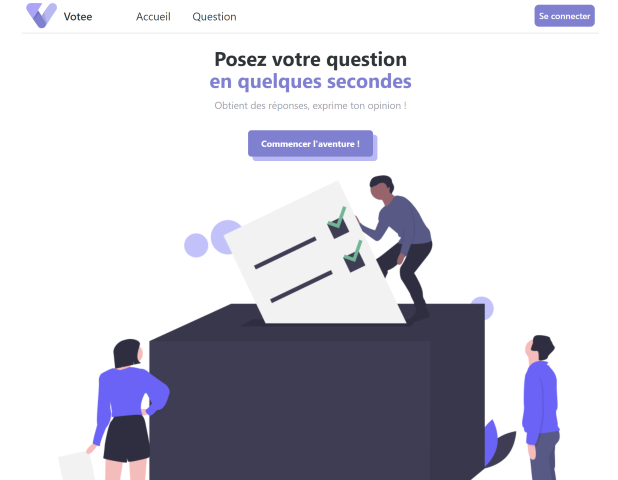 Votee
Accueil
Question
Se connecter
Posez votre question
en quelques secondes
Obtient des réponses, exprime ton opinion !
Commencer l'aventure !